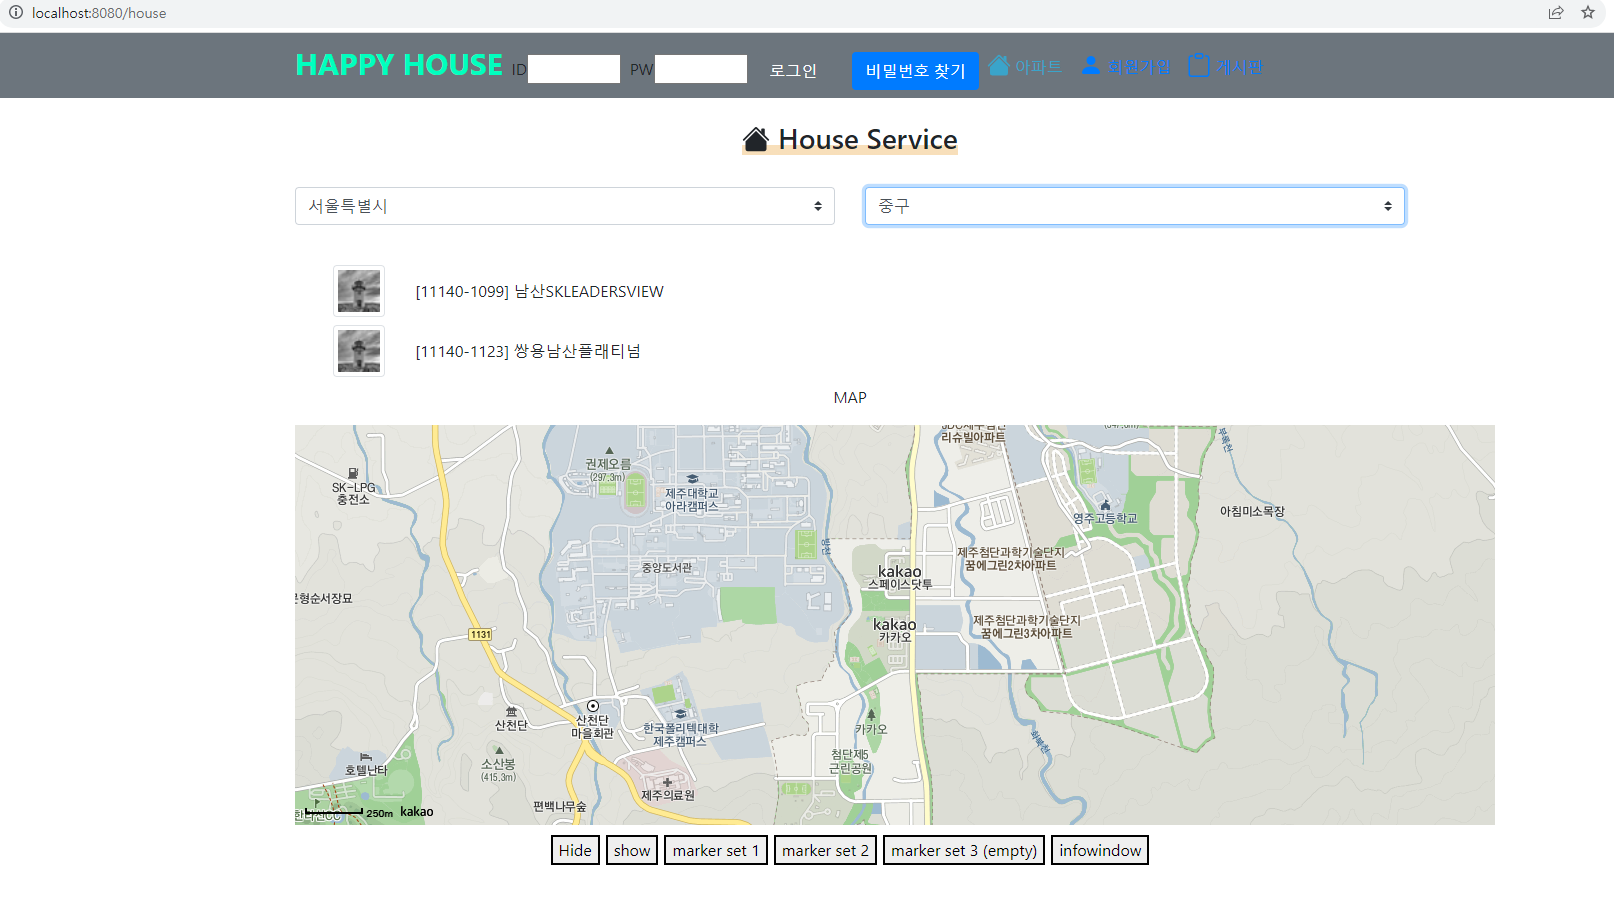 localhost:8080/house
HAPPY HOUSE ID PW 로그인 비밀번호 찾기 아파트 회원가입 게시판
House Service
서울특별시 중구
[11140-1099] 남산SKLEADERSVIEW
[11140-1123] 쌍용남산플래티넘
MAP
리슈빌아파트
권제오름
(297.3m)
SK-LPG
충전소
제주대학교
아라캠퍼스
영주고등학교
아침미소목장
중앙도서관
제주첨단과학기술단지
꿈에그린2차아파트
kakao
스페이스닷투
kakao
카카오
제주첨단과학기술단지
꿈에그린3차아파트
1131
산천단
산천단
마을회관
한국폴리텍대학
제주캠퍼스
카카오
첨단제5
근린공원
호텔난타
소산봉
(415.3m)
제주의료원
편백나무숲
250m kakao
Hide show marker set 1 marker set 2 marker set 3 (empty) infowindow